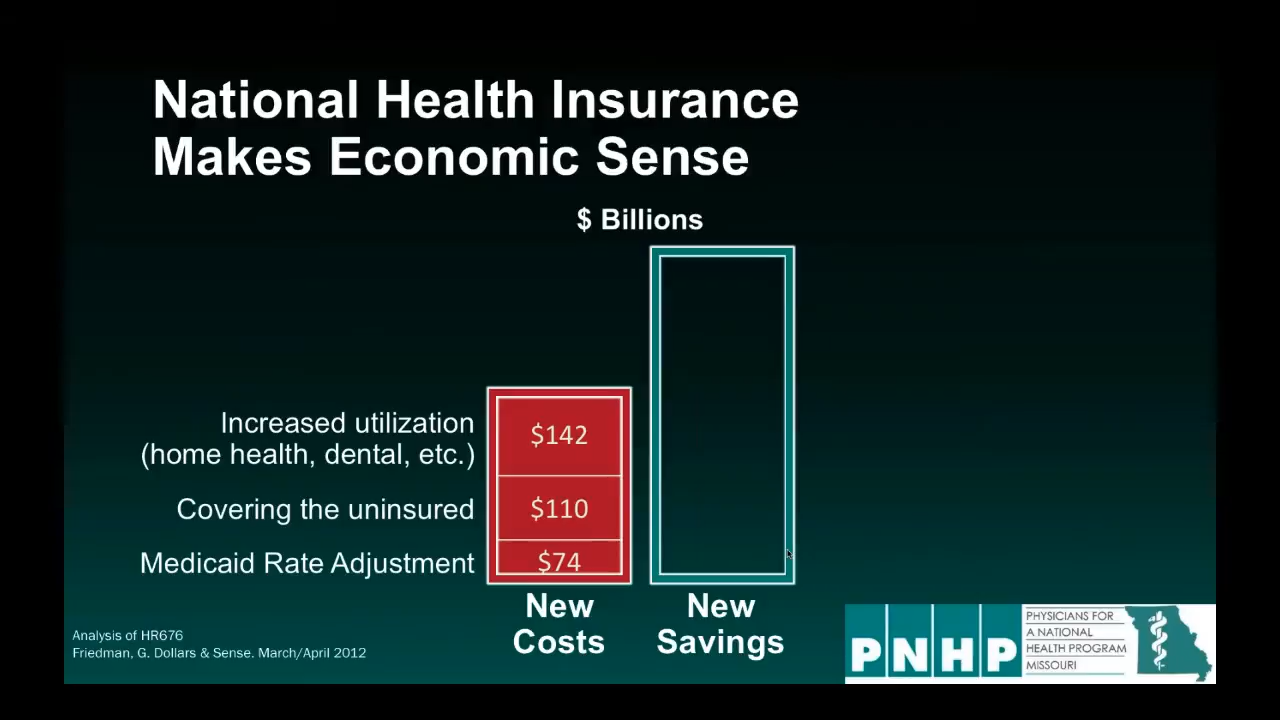 National Health Insurance
Makes Economic Sense
$ Billions
Increased utilization
(home health, dental, etc.)
$142
Covering the uninsured
$110
Medicaid Rate Adjustment
$74
New
Costs
New
Savings
Analysis of HR676
Friedman, G. Dollars & Sense. March/April 2012
PNHP
PHYSICIANS FOR
A NATIONAL
HEALTH PROGRAM
MISSOURI